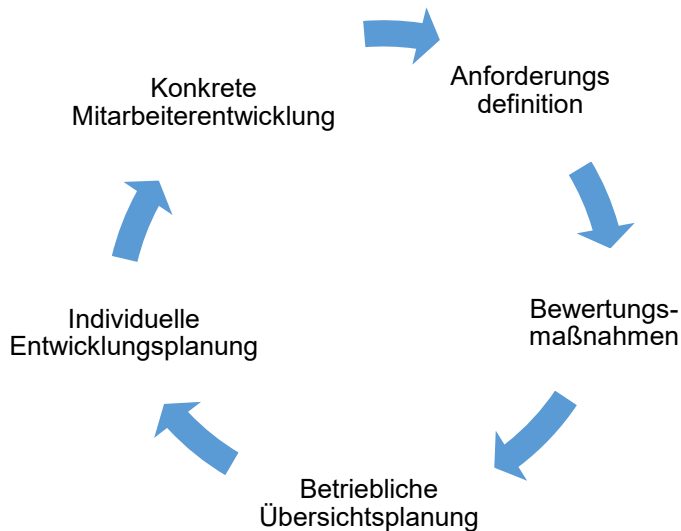 Konkrete
Mitarbeiterentwicklung
Anforderungs
definition
Bewertungs-
maßnahmen
Betriebliche
Übersichtsplanung
Individuelle
Entwicklungsplanung